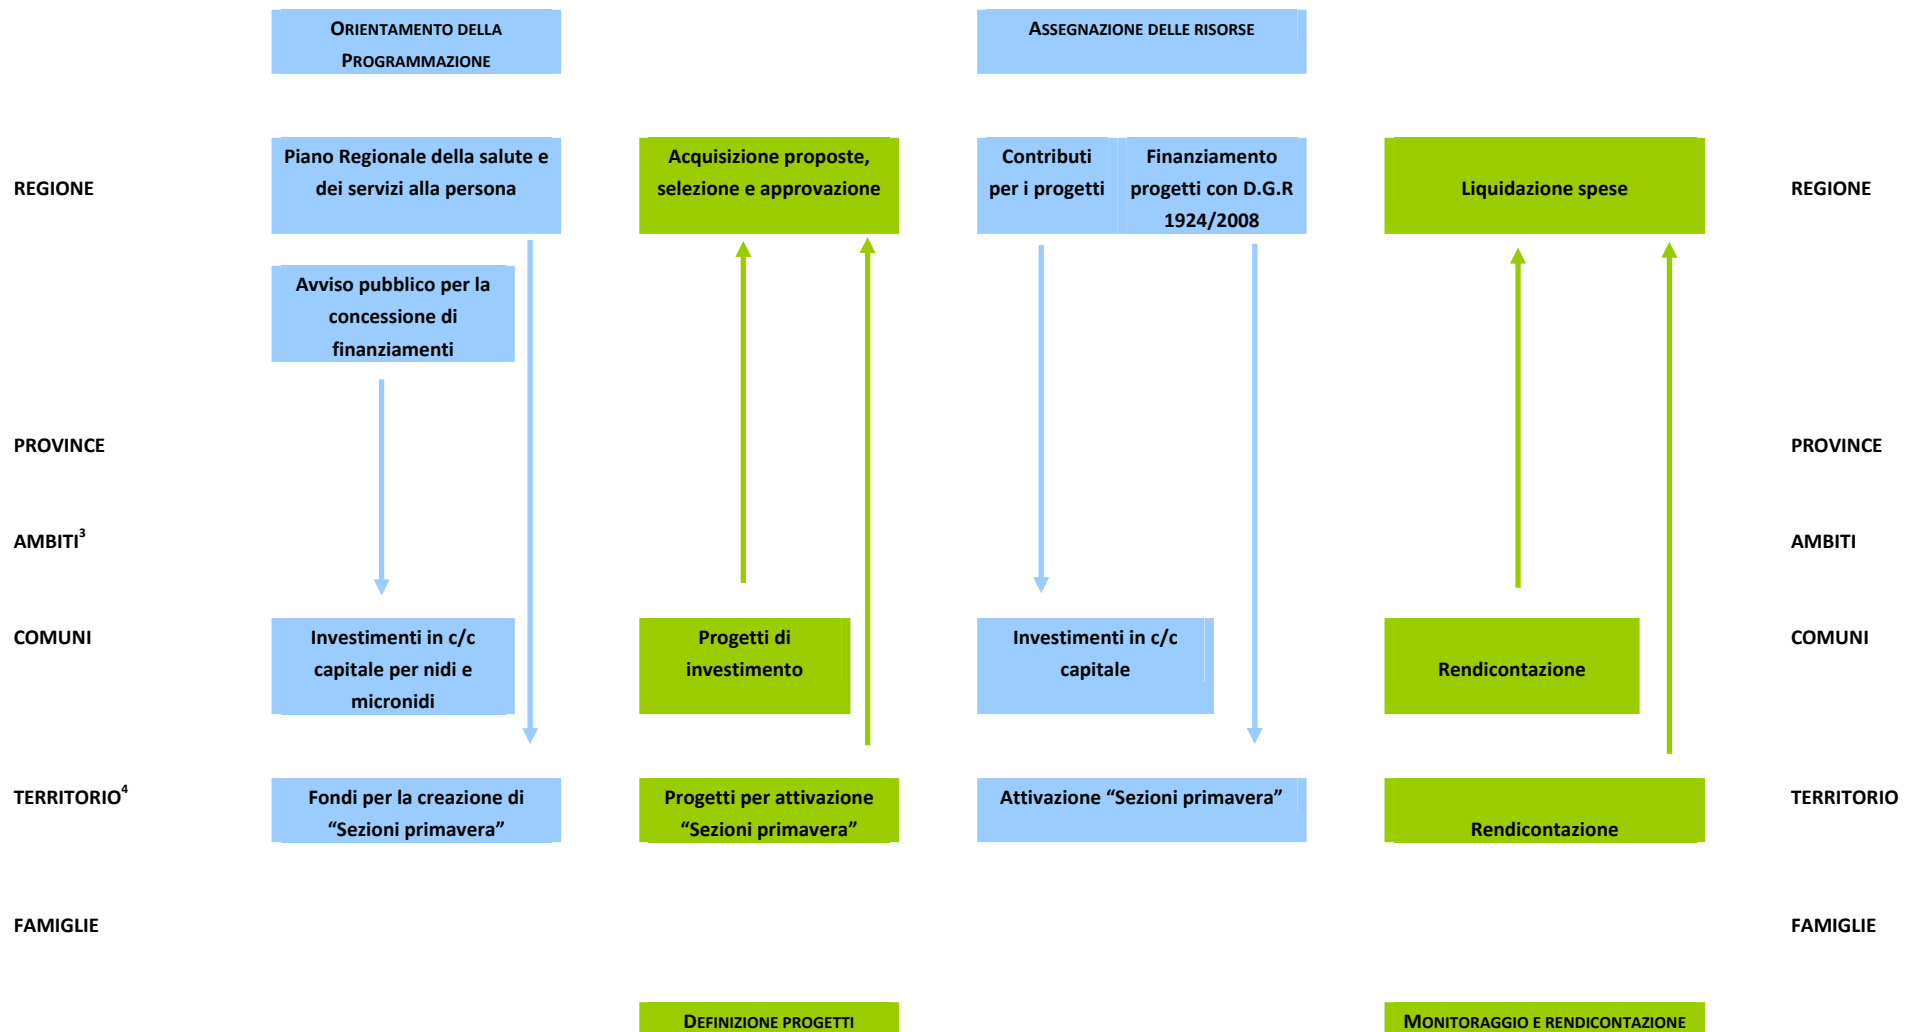 ORIENTAMENTO DELLA
PROGRAMMAZIONE
ASSEGNAZIONE DELLE RISORSE
REGIONE
Piano Regionale della salute e
dei servizi alla persona
Acquisizione proposte,
selezione e approvazione
Contributi
per i progetti
Finanziamento
progetti con D.G.R
1924/2008
Liquidazione spese
REGIONE
Avviso pubblico per la
concessione di
finanziamenti
PROVINCE
PROVINCE
AMBITI³
AMBITI
COMUNI
Investimenti in c/c
capitale per nidi e
micronidi
Progetti di
investimento
Investimenti in c/c
capitale
Rendicontazione
COMUNI
TERRITORIO⁴
Fondi per la creazione di
“Sezioni primavera”
Progetti per attivazione
“Sezioni primavera”
Attivazione “Sezioni primavera”
Rendicontazione
TERRITORIO
FAMIGLIE
FAMIGLIE
DEFINIZIONE PROGETTI
MONITORAGGIO E RENDICONTAZIONE